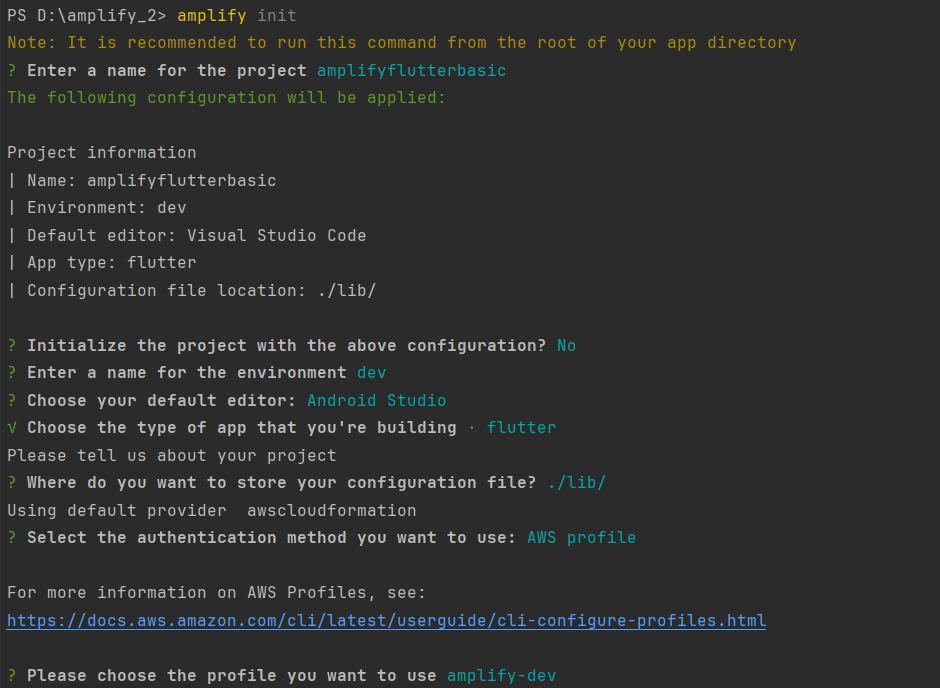 PS D:\amplify_2> amplify init
Note: It is recommended to run this command from the root of your app directory
? Enter a name for the project amplifyflutterbasic
The following configuration will be applied:
Project information
| Name: amplifyflutterbasic
| Environment: dev
| Default editor: Visual Studio Code
| App type: flutter
| Configuration file location: ./lib/
? Initialize the project with the above configuration? No
? Enter a name for the environment dev
? Choose your default editor: Android Studio
√ Choose the type of app that you're building · flutter
Please tell us about your project
? Where do you want to store your configuration file? ./lib/
Using default provider  awscloudformation
? Select the authentication method you want to use: AWS profile
For more information on AWS Profiles, see:
https://docs.aws.amazon.com/cli/latest/userguide/cli-configure-profiles.html
? Please choose the profile you want to use amplify-dev